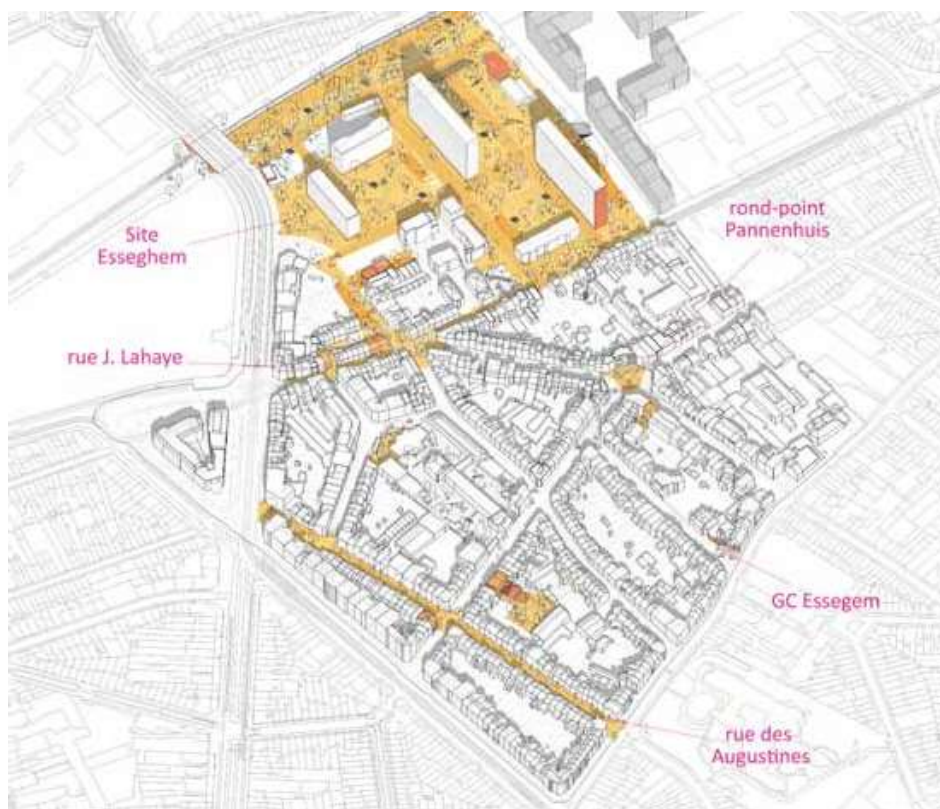 rond-point
Pannenhuis
Site
Esseghem
rue J. Lahaye
GC Essegem
rue des
Augustines